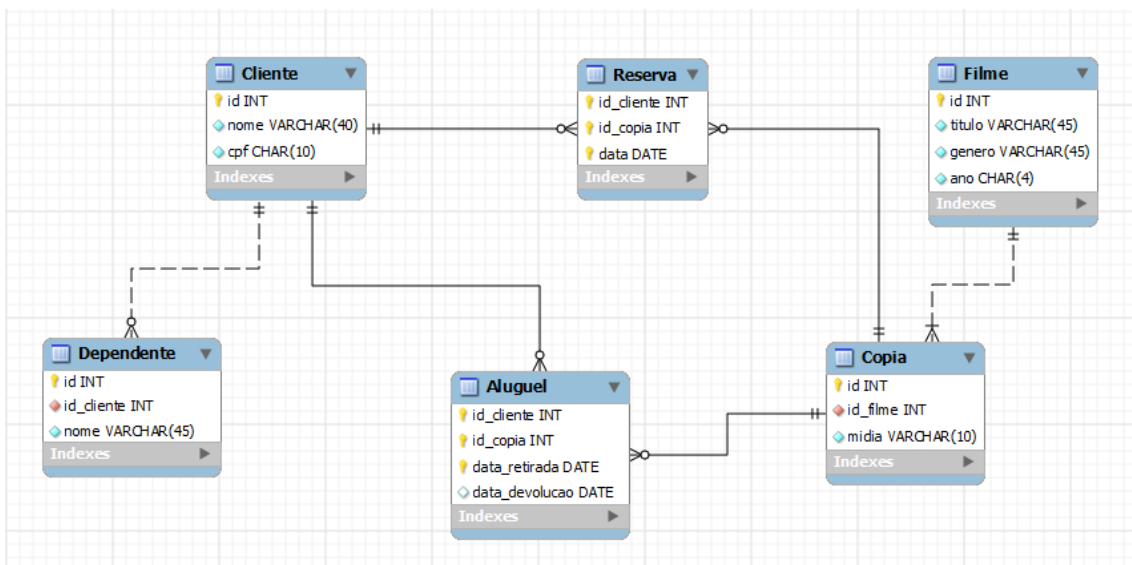 Cliente
id INT
nome VARCHAR(40)
cpf CHAR(10)
Indexes
Reserva
id_cliente INT
id_copia INT
data DATE
Indexes
Filme
id INT
titulo VARCHAR(45)
genero VARCHAR(45)
ano CHAR(4)
Indexes
Dependente
id INT
id_cliente INT
nome VARCHAR(45)
Indexes
Aluguel
id_cliente INT
id_copia INT
data_retirada DATE
data_devolucao DATE
Indexes
Copia
id INT
id_filme INT
midia VARCHAR(10)
Indexes